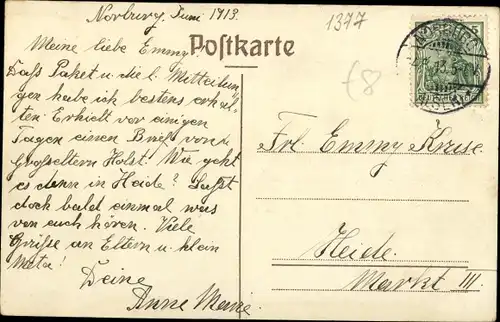 Norburg, Juni 1913.
1377
Postkarte
Meine liebe Emmy!
Dass Paket und die l. Mitteilun-
gen habe ich bestens erhal-
ten. Erhielt vor einigen
Tagen einen Brief von
Großeltern Holst. Wie geht
es denn in Heide? Lasst
doch bald einmal was
von euch hören. Viele
Grüsse an Eltern u. klein
Meta!
Deine
Anne Marie.
Frl. Emmy Kruse
Heide.
Markt III.